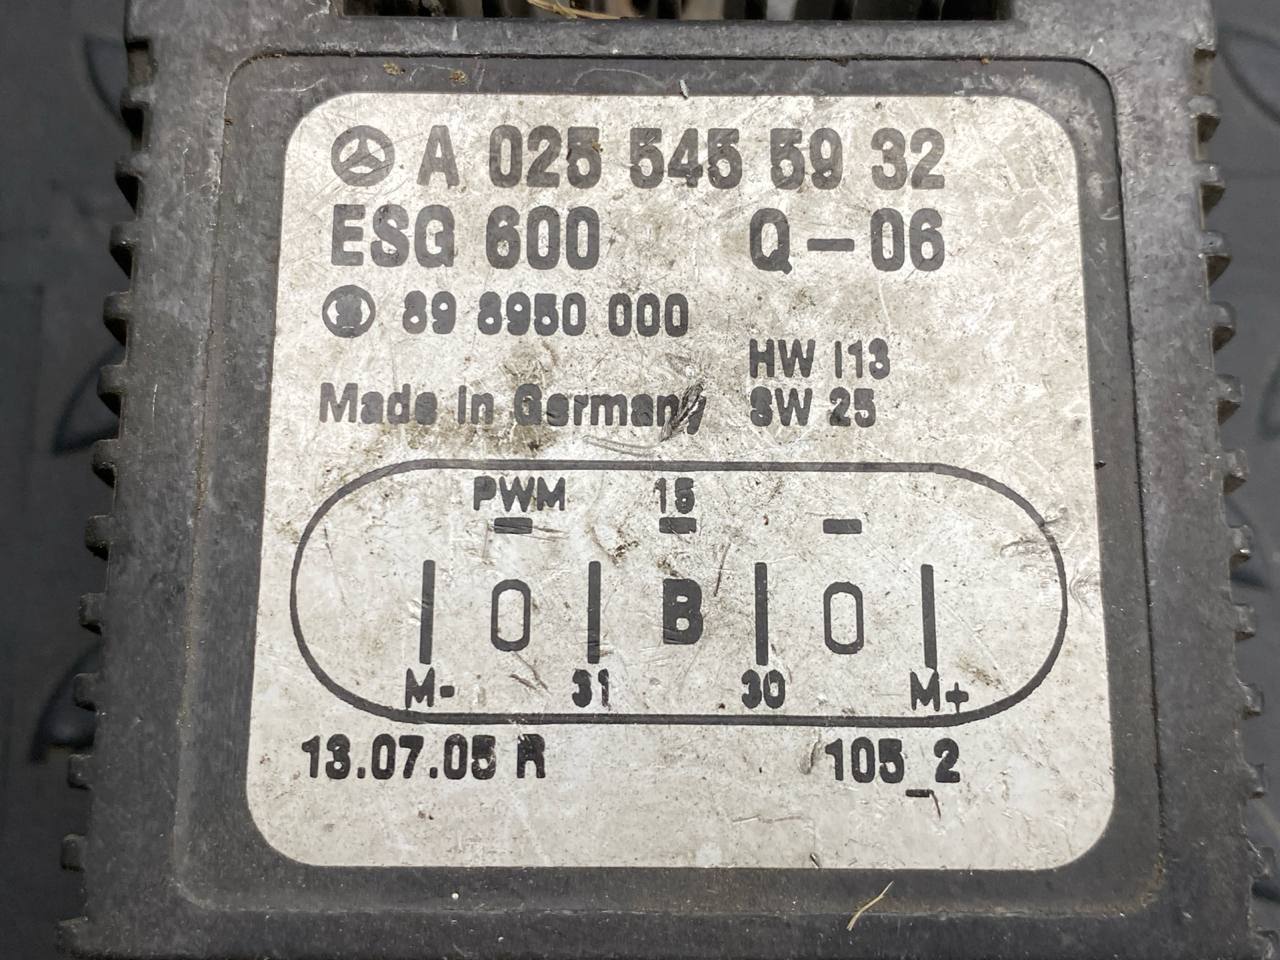 A 025 545 59 32
ESG 600 Q-06
89 8950 000
HW I13
Made in Germany SW 25
PWM 15
B
M- 31 30 M+
13.07.05 R 105_2